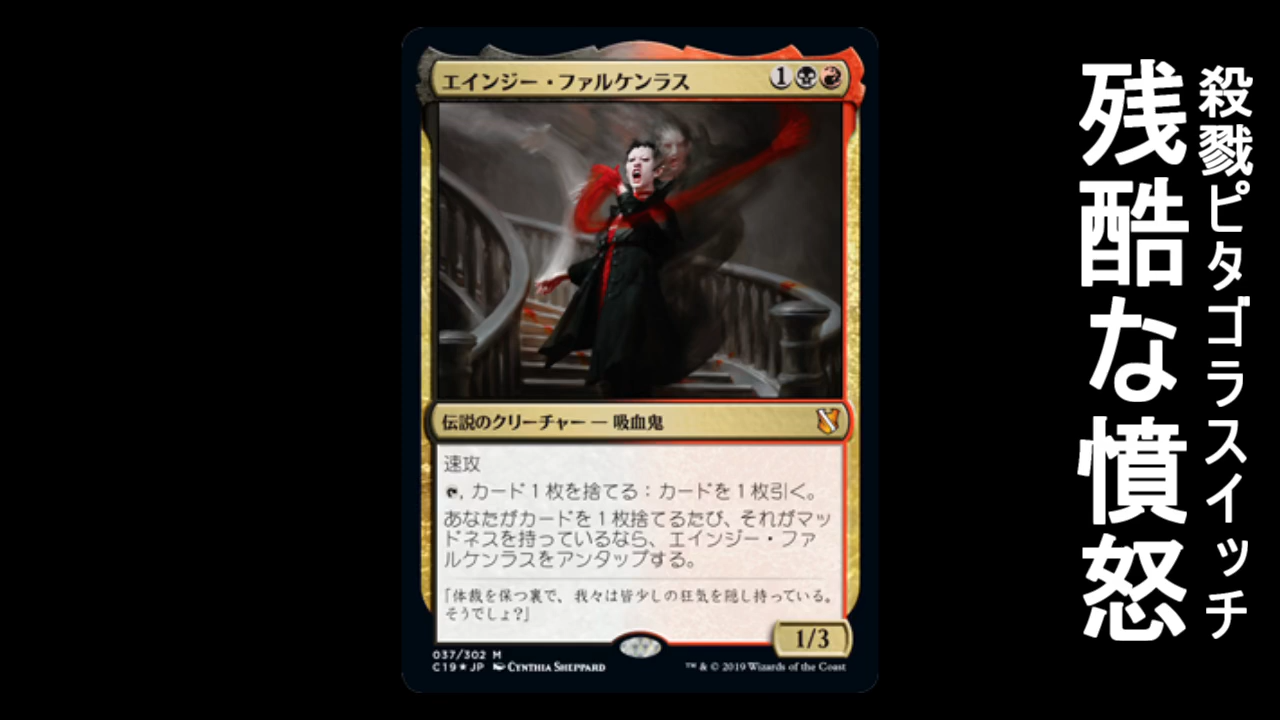 殺戮ピタゴラスイッチ
残酷な憤怒
エインジー・ファルケンラス
1
伝説のクリーチャー — 吸血鬼
速攻
, カード1枚を捨てる:カードを1枚引く。
あなたがカードを1枚捨てるたび、それがマッ
ドネスを持っているなら、エインジー・ファ
ルケンラスをアンタップする。
「体裁を保つ裏で、我々は皆少しの狂気を隠し持っている。
そうでしょ?」
1/3
037/302 M
C19★JP CYNTHIA SHEPPARD
™ & © 2019 Wizards of the Coast